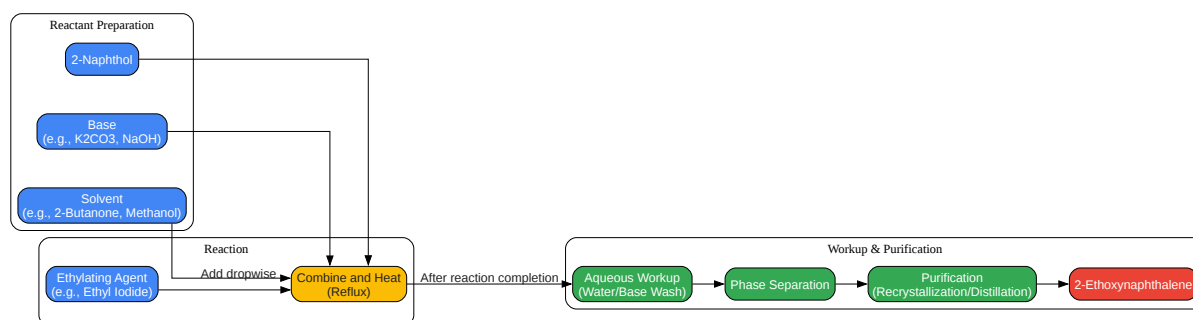 Reactant Preparation
2-Naphthol
Base
(e.g., K2CO3, NaOH)
Solvent
(e.g., 2-Butanone, Methanol)
Reaction
Ethylating Agent
(e.g., Ethyl Iodide)
Add dropwise
Combine and Heat
(Reflux)
After reaction completion
Workup & Purification
Aqueous Workup
(Water/Base Wash)
Phase Separation
Purification
(Recrystallization/Distillation)
2-Ethoxynaphthalene